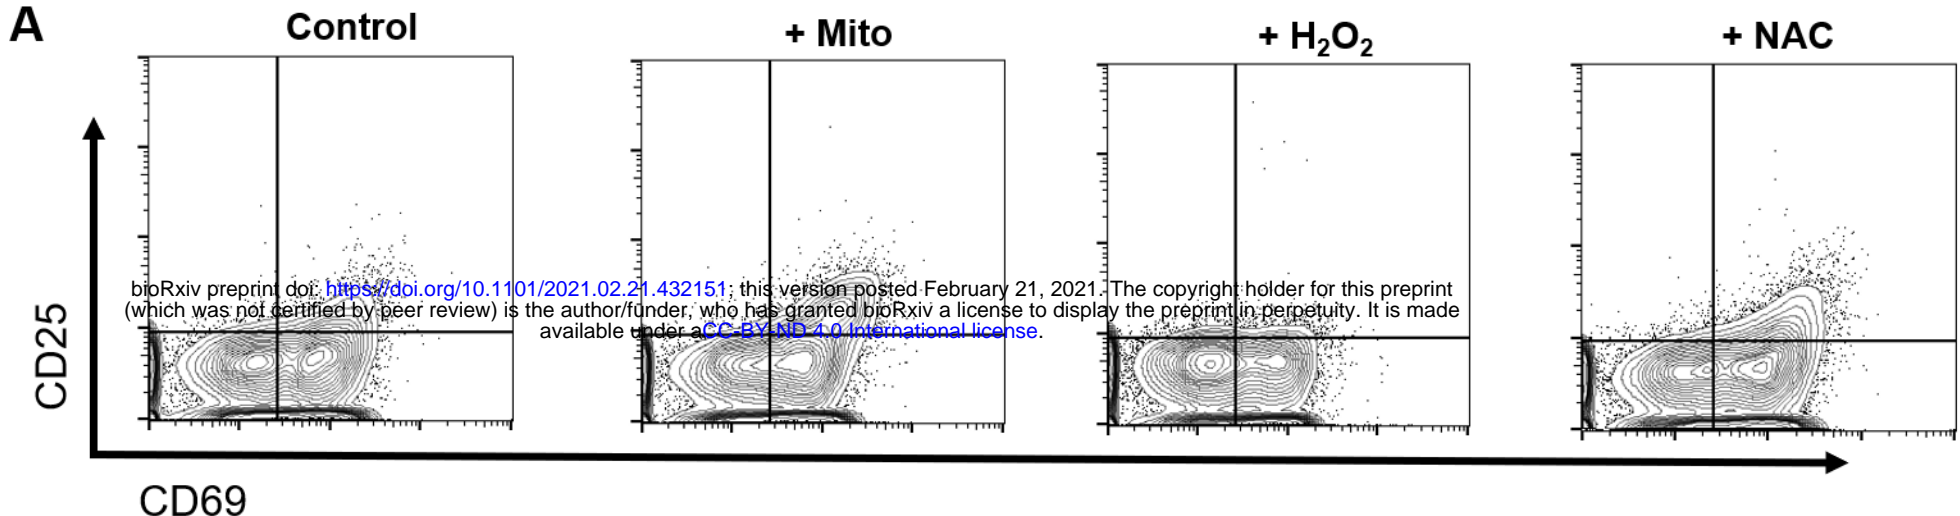 A
Control
+ Mito
+ H₂O₂
+ NAC
bioRxiv preprint doi: https://doi.org/10.1101/2021.02.21.432151; this version posted February 21, 2021. The copyright holder for this preprint
(which was not certified by peer review) is the author/funder, who has granted bioRxiv a license to display the preprint in perpetuity. It is made
available under aCC-BY-ND 4.0 International license.
CD25
CD69